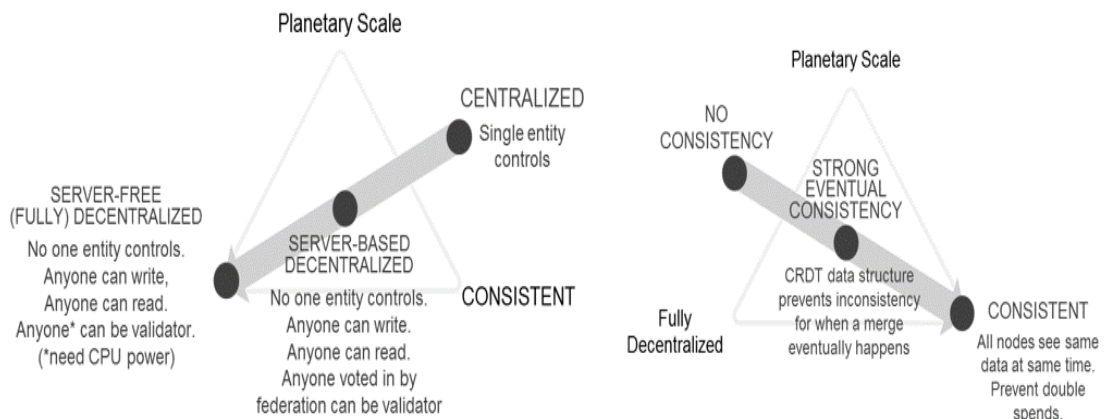 Planetary Scale
CENTRALIZED
Single entity
controls
SERVER-FREE
(FULLY) DECENTRALIZED
No one entity controls.
Anyone can write,
Anyone can read.
Anyone* can be validator.
(*need CPU power)
SERVER-BASED
DECENTRALIZED
No one entity controls.
Anyone can write.
Anyone can read.
Anyone voted in by
federation can be validator
CONSISTENT
Planetary Scale
NO
CONSISTENCY
STRONG
EVENTUAL
CONSISTENCY
CRDT data structure
prevents inconsistency
for when a merge
eventually happens
Fully
Decentralized
CONSISTENT
All nodes see same
data at same time.
Prevent double
spends.